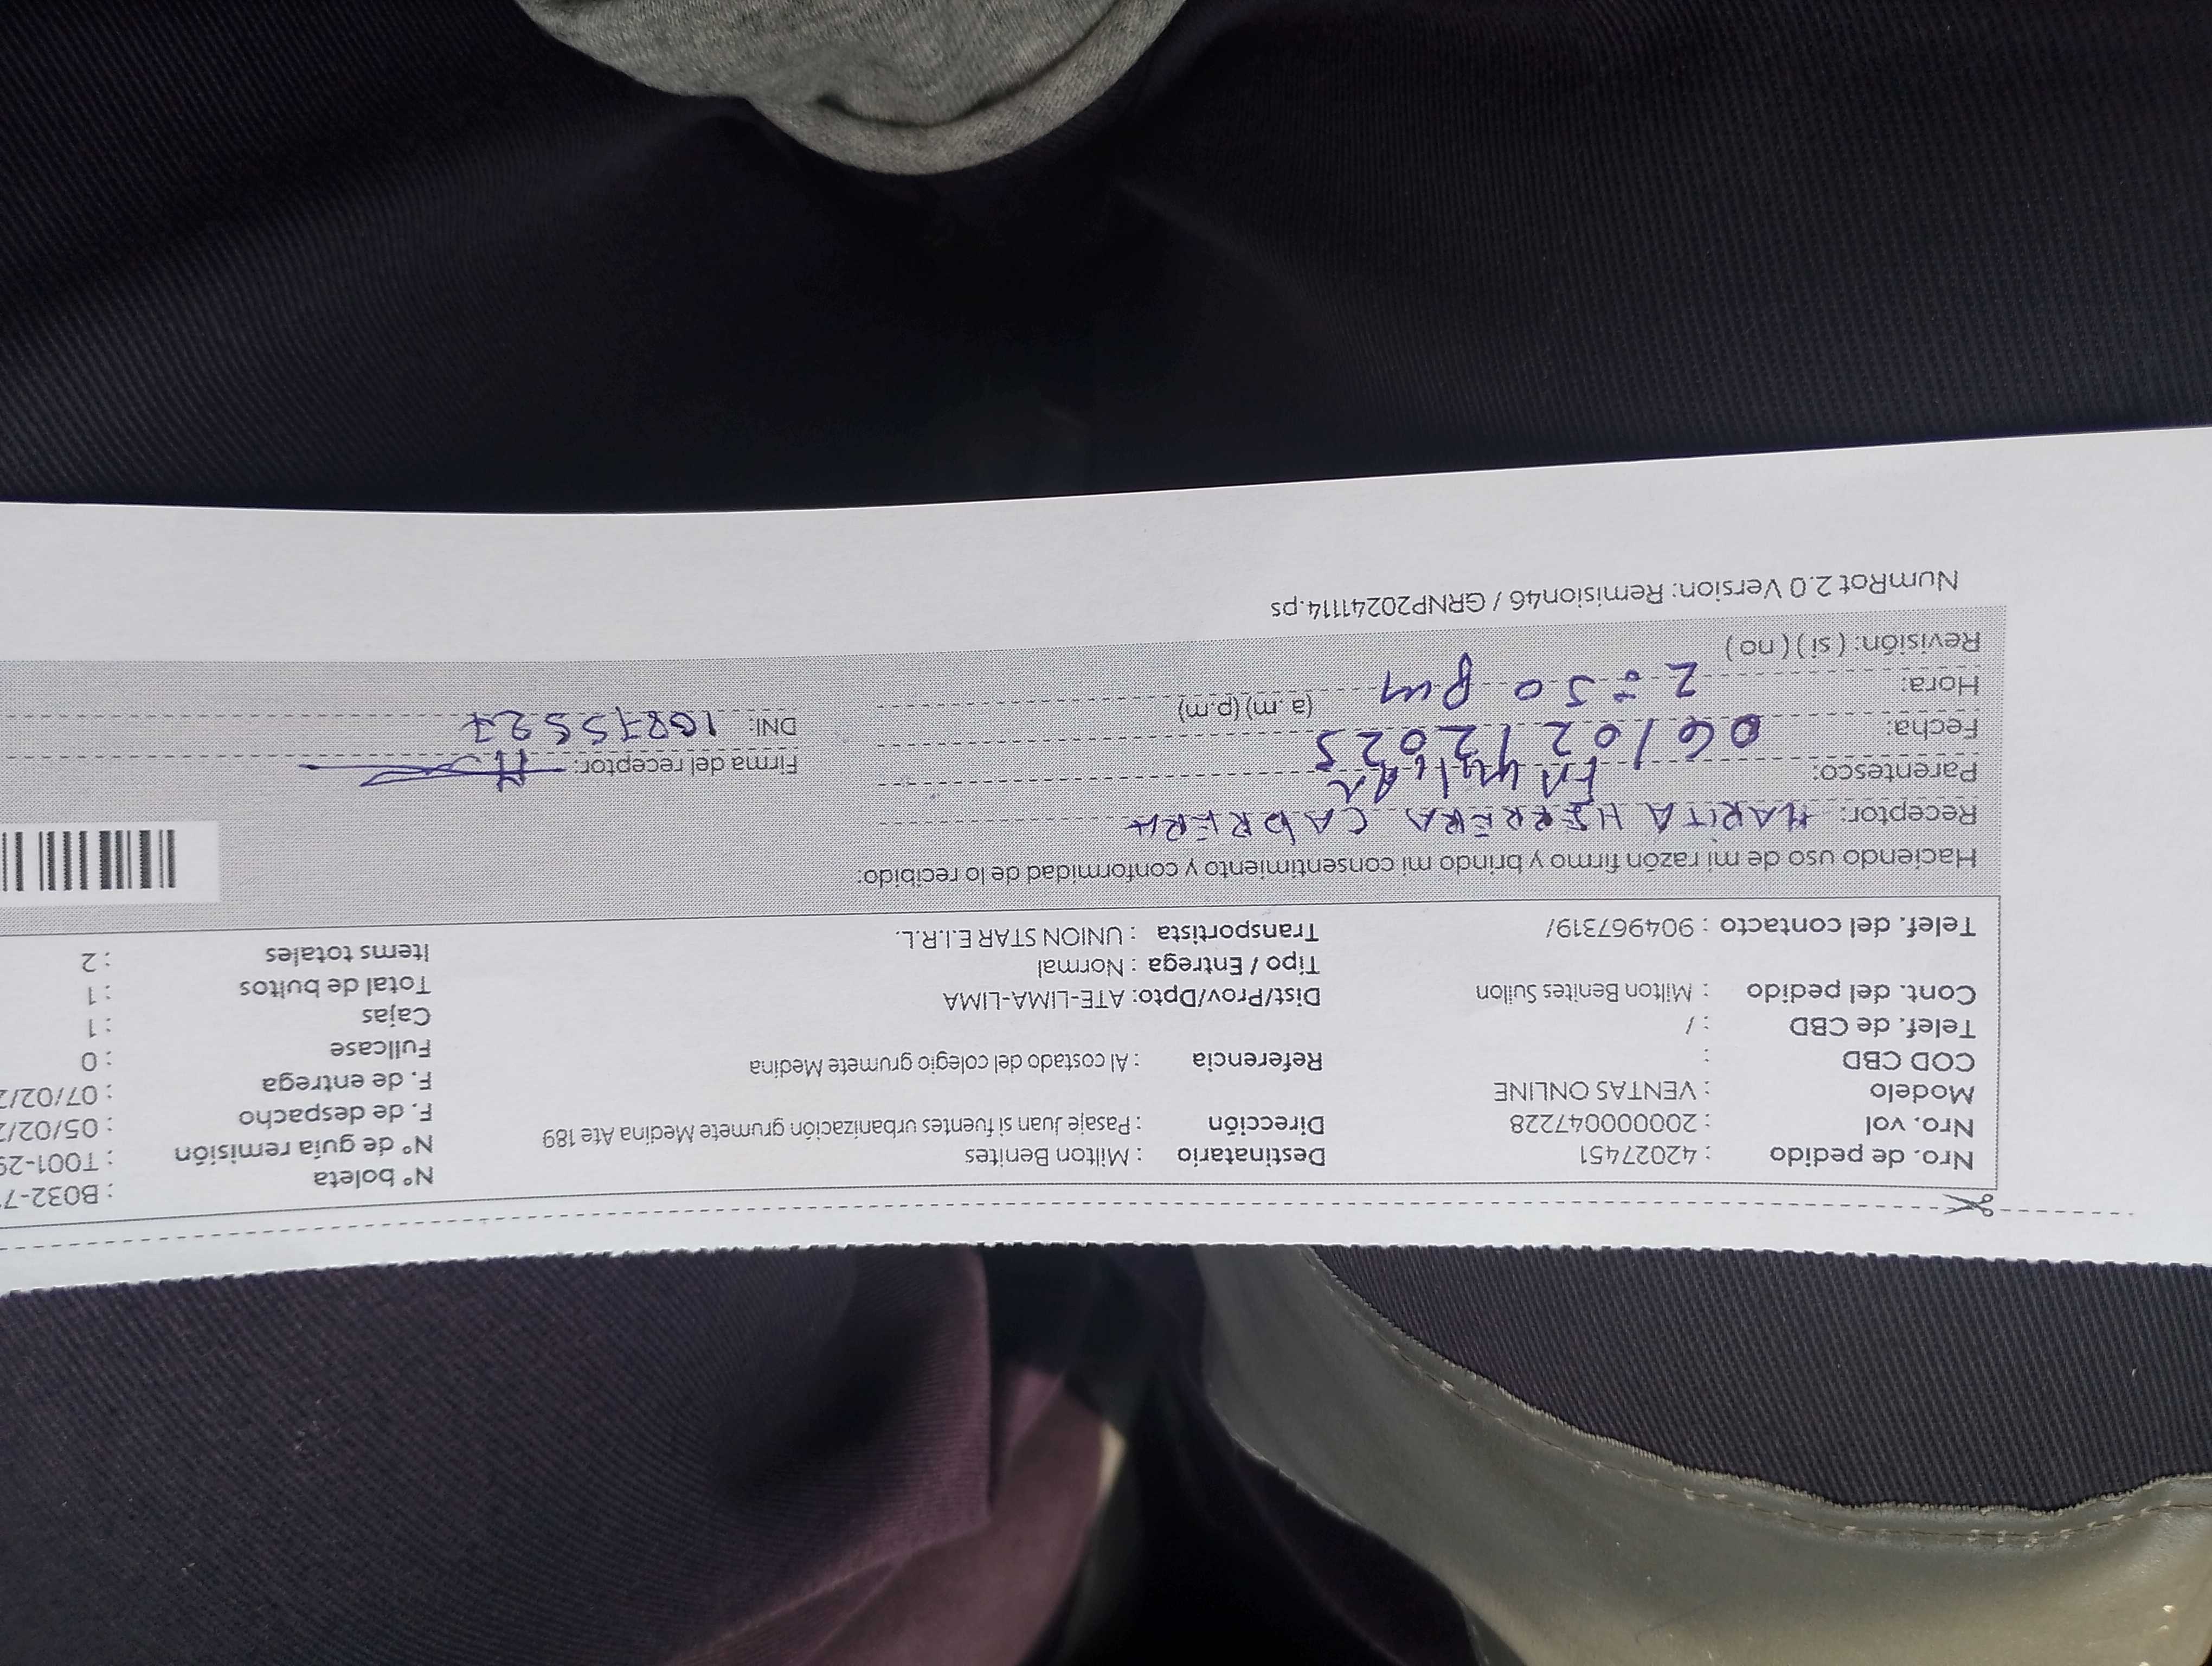 Nro. de pedido : 42027451 Destinatario : Milton Benites N° boleta : B032-7
Nro. vol : 20000047228 Dirección : Pasaje Juan si fuentes urbanización grumete Medina Ate 189 N° de guía remisión : T001-29
Modelo : VENTAS ONLINE F. de despacho : 05/02/2
COD CBD : Referencia : Al costado del colegio grumete Medina F. de entrega : 07/02/2
Telef. de CBD : / Fullcase : 0
Cont. del pedido : Milton Benites Sullon Dist/Prov/Dpto: ATE-LIMA-LIMA Cajas : 1
Tipo / Entrega : Normal Total de bultos : 1
Telef. del contacto : 904967319/ Transportista : UNION STAR E.I.R.L. Items totales : 2
Haciendo uso de mi razón firmo y brindo mi consentimiento y conformidad de lo recibido:
Receptor: MARITA HERRERA CABRERA
Parentesco: FAMILIAR Firma del receptor:
Fecha: 06/02/2025 DNI: 10875527
Hora: 2:50 pm (a.m) (p.m)
Revisión: ( si ) ( no )
NumRot 2.0 Version: Remision46 / GRNP20241114.ps